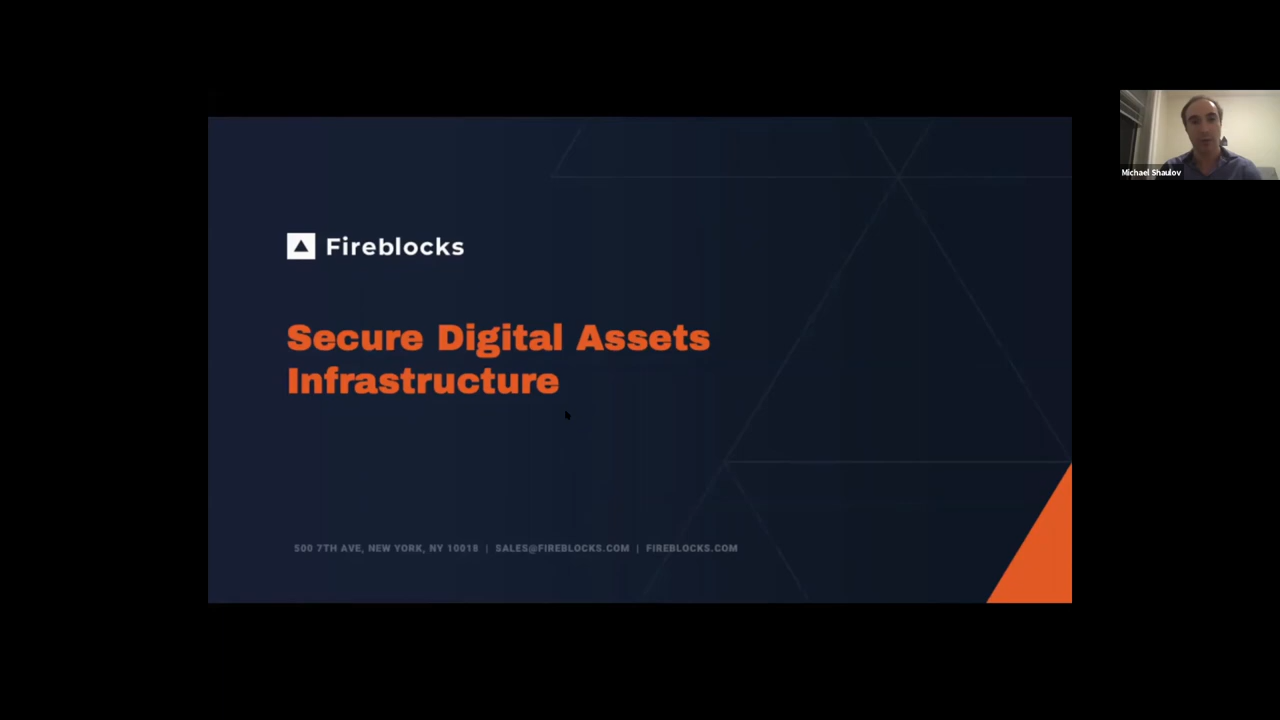 Fireblocks
Secure Digital Assets
Infrastructure
500 7TH AVE, NEW YORK, NY 10018 | SALES@FIREBLOCKS.COM | FIREBLOCKS.COM
Michael Shaulov